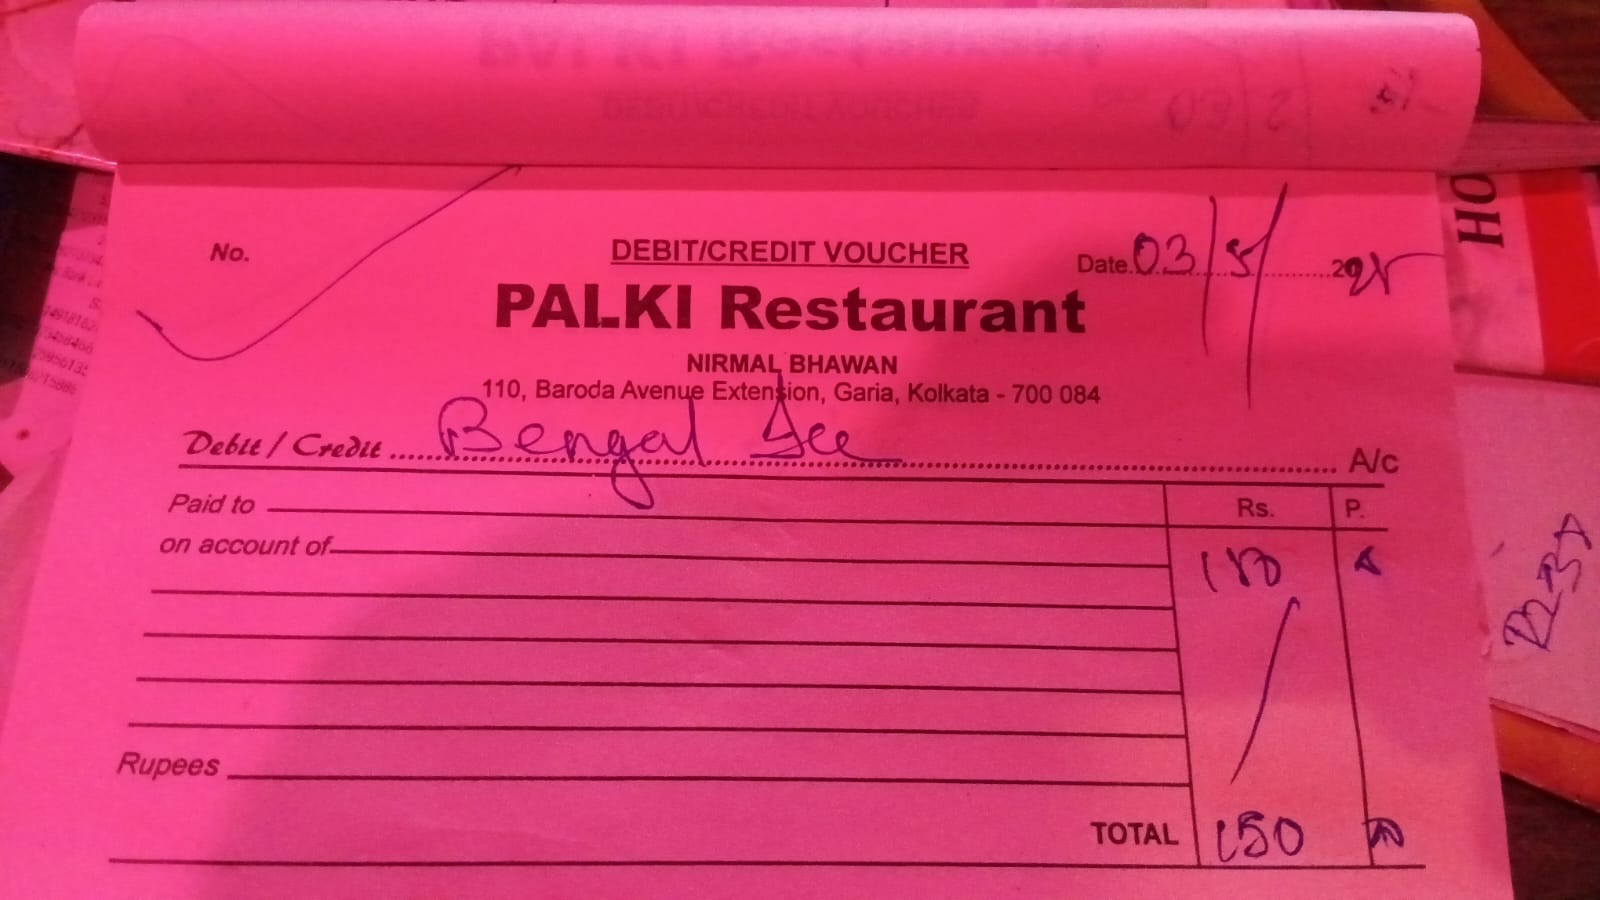 No.
DEBIT/CREDIT VOUCHER
Date. 03/5/ 2025
PALKI Restaurant
NIRMAL BHAWAN
110, Baroda Avenue Extension, Garia, Kolkata - 700 084
Debit / Credit Bengal Ice A/c
Paid to
Rs. P.
on account of
150
Rupees
TOTAL 150
HO